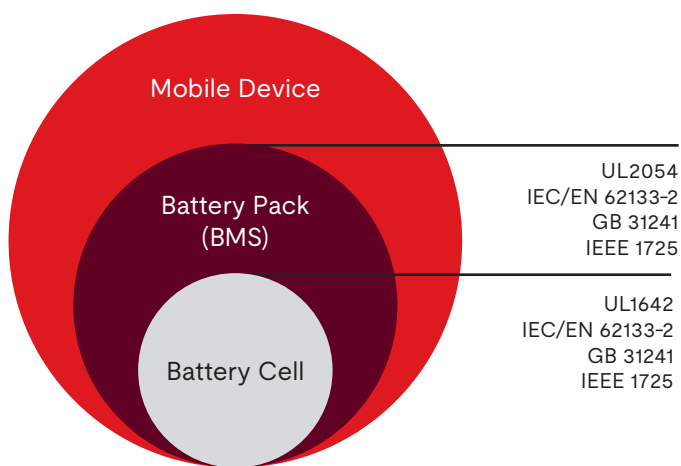 Mobile Device
Battery Pack
(BMS)
Battery Cell
UL2054
IEC/EN 62133-2
GB 31241
IEEE 1725
UL1642
IEC/EN 62133-2
GB 31241
IEEE 1725